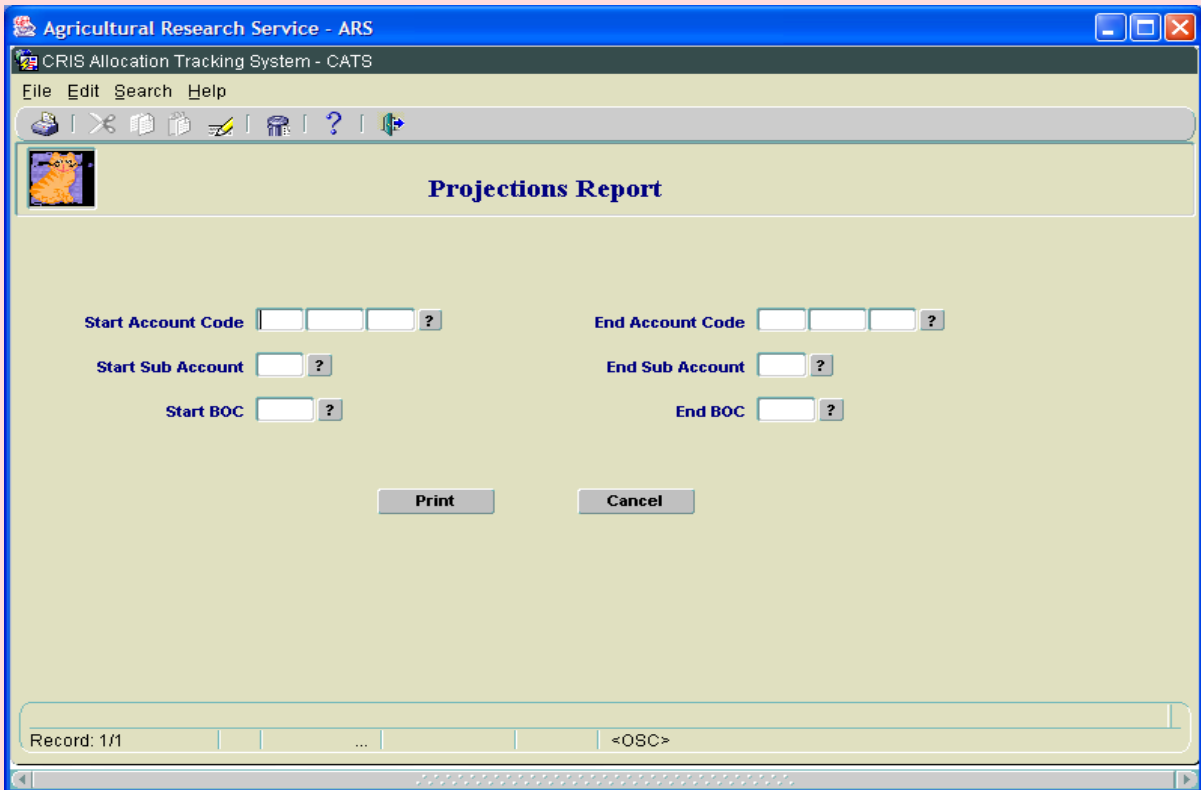 Agricultural Research Service - ARS
CRIS Allocation Tracking System - CATS
File Edit Search Help
?
Projections Report
Start Account Code ? End Account Code ?
Start Sub Account ? End Sub Account ?
Start BOC ? End BOC ?
Print Cancel
Record: 1/1 ... <OSC>